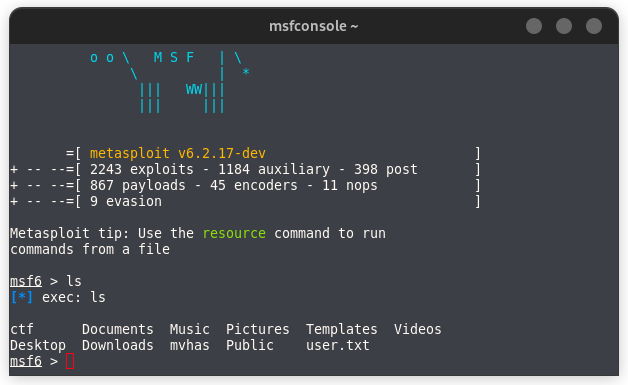 msfconsole ~
o o \   M S F   | \
     \          |  *
      |||   WW|||
      |||     |||
=[ metasploit v6.2.17-dev ]
+ -- --=[ 2243 exploits - 1184 auxiliary - 398 post ]
+ -- --=[ 867 payloads - 45 encoders - 11 nops ]
+ -- --=[ 9 evasion ]
Metasploit tip: Use the resource command to run
commands from a file
msf6 > ls
[*] exec: ls
ctf Documents Music Pictures Templates Videos
Desktop Downloads mvhas Public user.txt
msf6 >